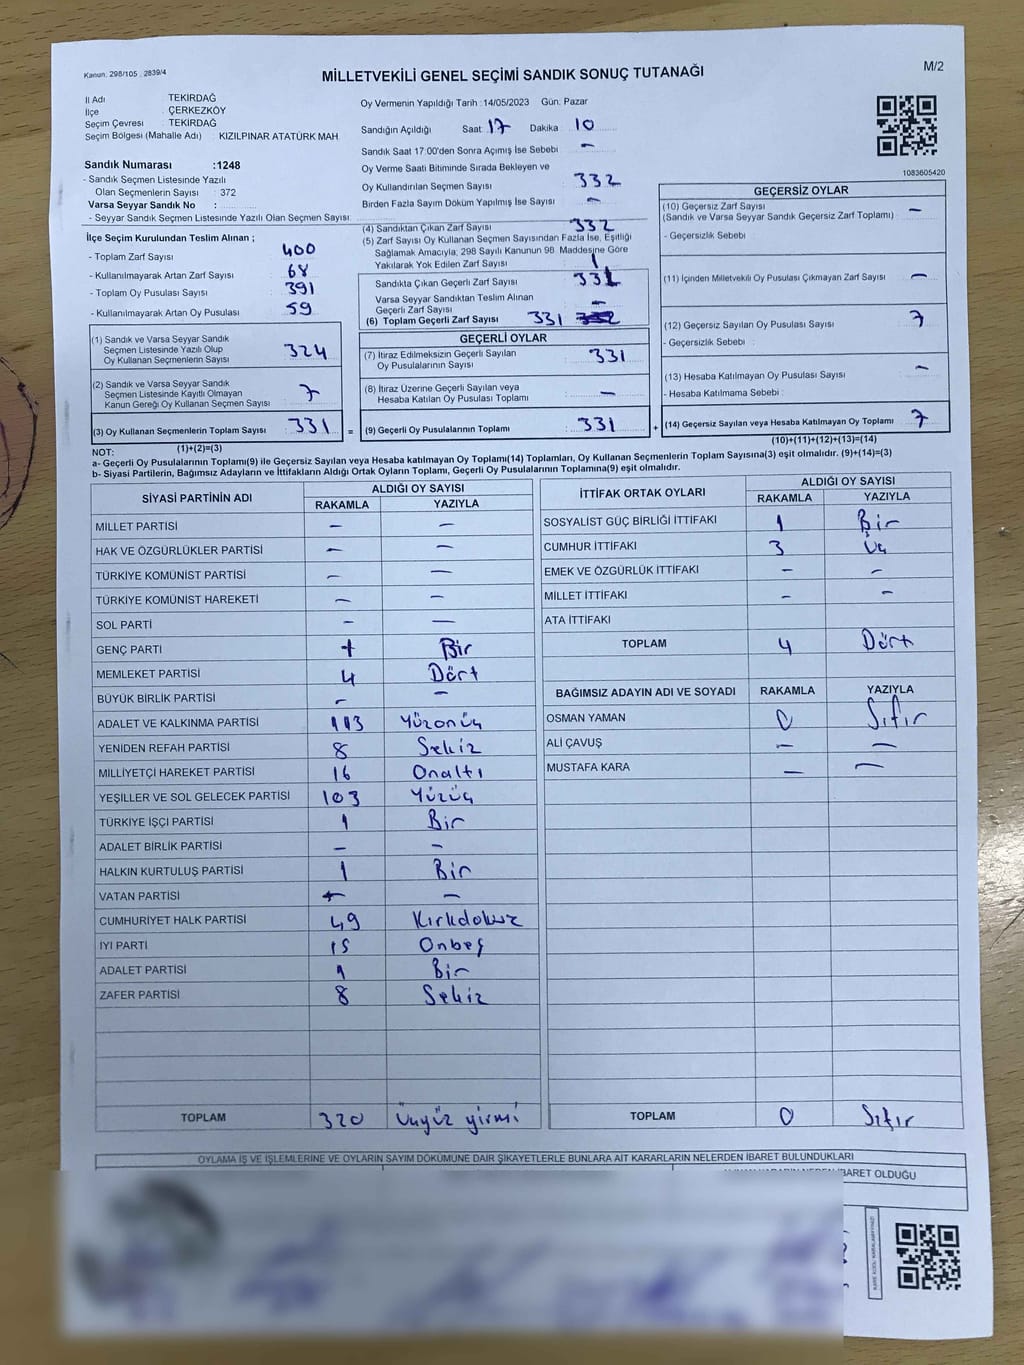 Kanun. 298/105 . 2839/4
MİLLETVEKİLİ GENEL SEÇİMİ SANDIK SONUÇ TUTANAĞI
M/2
İl Adı : TEKİRDAĞ
İlçe : ÇERKEZKÖY
Seçim Çevresi : TEKİRDAĞ
Seçim Bölgesi (Mahalle Adı) : KIZILPINAR ATATÜRK MAH
Sandık Numarası :1248
- Sandık Seçmen Listesinde Yazılı
Olan Seçmenlerin Sayısı : 372
Varsa Seyyar Sandık No :
- Seyyar Sandık Seçmen Listesinde Yazılı Olan Seçmen Sayısı:
Oy Vermenin Yapıldığı Tarih :14/05/2023 Gün: Pazar
Sandığın Açıldığı Saat :17 Dakika :10
Sandık Saat 17:00'den Sonra Açımış İse Sebebi : -
Oy Verme Saati Bitiminde Sırada Bekleyen ve
Oy Kullandırılan Seçmen Sayısı : 332
Birden Fazla Sayım Döküm Yapılmış İse Sayısı : -
1083605420
İlçe Seçim Kurulundan Teslim Alınan ;
- Toplam Zarf Sayısı : 400
- Kullanılmayarak Artan Zarf Sayısı : 68
- Toplam Oy Pusulası Sayısı : 391
- Kullanılmayarak Artan Oy Pusulası : 59
(1) Sandık ve Varsa Seyyar Sandık
Seçmen Listesinde Yazılı Olup
Oy Kullanan Seçmenlerin Sayısı : 324
(2) Sandık ve Varsa Seyyar Sandık
Seçmen Listesinde Kayıtlı Olmayan
Kanun Gereği Oy Kullanan Seçmen Sayısı : 7
(3) Oy Kullanan Seçmenlerin Toplam Sayısı : 331
(1)+(2)=(3)
(4) Sandıktan Çıkan Zarf Sayısı : 332
(5) Zarf Sayısı Oy Kullanan Seçmen Sayısından Fazla İse, Eşitliği
Sağlamak Amacıyla, 298 Sayılı Kanunun 98. Maddesine Göre
Yakılarak Yok Edilen Zarf Sayısı : 1
Sandıkta Çıkan Geçerli Zarf Sayısı : 331
Varsa Seyyar Sandıktan Teslim Alınan
Geçerli Zarf Sayısı : -
(6) Toplam Geçerli Zarf Sayısı : 331
GEÇERLİ OYLAR
(7) İtiraz Edilmeksizin Geçerli Sayılan
Oy Pusulalarının Sayısı : 331
(8) İtiraz Üzerine Geçerli Sayılan veya
Hesaba Katılan Oy Pusulası Toplamı : -
= (9) Geçerli Oy Pusulalarının Toplamı : 331 +
GEÇERSİZ OYLAR
(10) Geçersiz Zarf Sayısı : -
(Sandık ve Varsa Seyyar Sandık Geçersiz Zarf Toplamı)
- Geçersizlik Sebebi :
(11) İçinden Milletvekili Oy Pusulası Çıkmayan Zarf Sayısı : -
(12) Geçersiz Sayılan Oy Pusulası Sayısı : 7
- Geçersizlik Sebebi :
(13) Hesaba Katılmayan Oy Pusulası Sayısı : -
- Hesaba Katılmama Sebebi :
(14) Geçersiz Sayılan veya Hesaba Katılmayan Oy Toplamı : 7
(10)+(11)+(12)+(13)=(14)
NOT:
a- Geçerli Oy Pusulalarının Toplamı(9) ile Geçersiz Sayılan veya Hesaba katılmayan Oy Toplamı(14) Toplamları, Oy Kullanan Seçmenlerin Toplam Sayısına(3) eşit olmalıdır. (9)+(14)=(3)
b- Siyasi Partilerin, Bağımsız Adayların ve İttifakların Aldığı Ortak Oyların Toplamı, Geçerli Oy Pusulalarının Toplamına(9) eşit olmalıdır.
SİYASİ PARTİNİN ADI ALDIĞI OY SAYISI
RAKAMLA YAZIYLA
MİLLET PARTİSİ - -
HAK VE ÖZGÜRLÜKLER PARTİSİ - -
TÜRKİYE KOMÜNİST PARTİSİ - -
TÜRKİYE KOMÜNİST HAREKETİ - -
SOL PARTİ - -
GENÇ PARTİ 1 Bir
MEMLEKET PARTİSİ 4 Dört
BÜYÜK BİRLİK PARTİSİ - -
ADALET VE KALKINMA PARTİSİ 113 Yüzonüç
YENİDEN REFAH PARTİSİ 8 Sekiz
MİLLİYETÇİ HAREKET PARTİSİ 16 Onaltı
YEŞİLLER VE SOL GELECEK PARTİSİ 103 Yüzüç
TÜRKİYE İŞÇİ PARTİSİ 1 Bir
ADALET BİRLİK PARTİSİ - -
HALKIN KURTULUŞ PARTİSİ 1 Bir
VATAN PARTİSİ - -
CUMHURİYET HALK PARTİSİ 49 Kırkdokuz
İYİ PARTİ 15 Onbeş
ADALET PARTİSİ 1 Bir
ZAFER PARTİSİ 8 Sekiz
TOPLAM 320 Üçyüz yirmi
İTTİFAK ORTAK OYLARI ALDIĞI OY SAYISI
RAKAMLA YAZIYLA
SOSYALİST GÜÇ BİRLİĞİ İTTİFAKI 1 Bir
CUMHUR İTTİFAKI 3 Üç
EMEK VE ÖZGÜRLÜK İTTİFAKI - -
MİLLET İTTİFAKI - -
ATA İTTİFAKI
TOPLAM 4 Dört
BAĞIMSIZ ADAYIN ADI VE SOYADI RAKAMLA YAZIYLA
OSMAN YAMAN 0 Sıfır
ALİ ÇAVUŞ - -
MUSTAFA KARA - -
TOPLAM 0 Sıfır
OYLAMA İŞ VE İŞLEMLERİNE VE OYLARIN SAYIM DÖKÜMÜNE DAİR ŞİKAYETLERLE BUNLARA AİT KARARLARIN NELERDEN İBARET BULUNDUKLARI
İBARET OLDUĞU